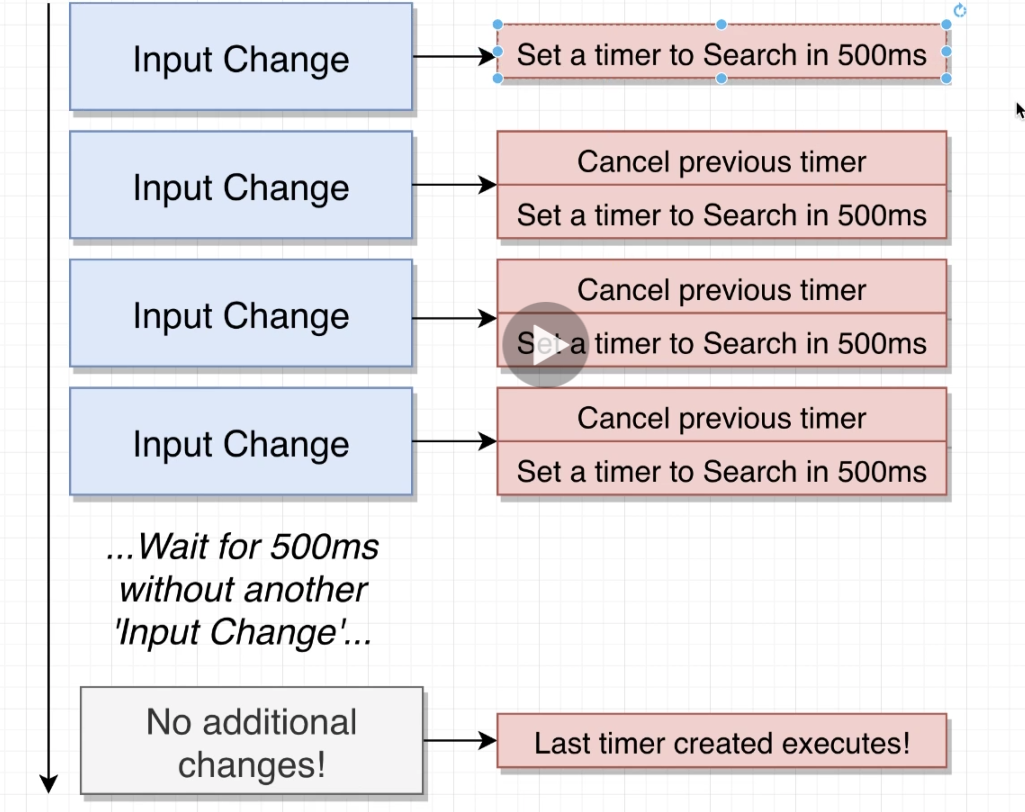 Input Change
Set a timer to Search in 500ms
Input Change
Cancel previous timer
Set a timer to Search in 500ms
Input Change
Cancel previous timer
Set a timer to Search in 500ms
Input Change
Cancel previous timer
Set a timer to Search in 500ms
...Wait for 500ms
without another
'Input Change'...
No additional
changes!
Last timer created executes!